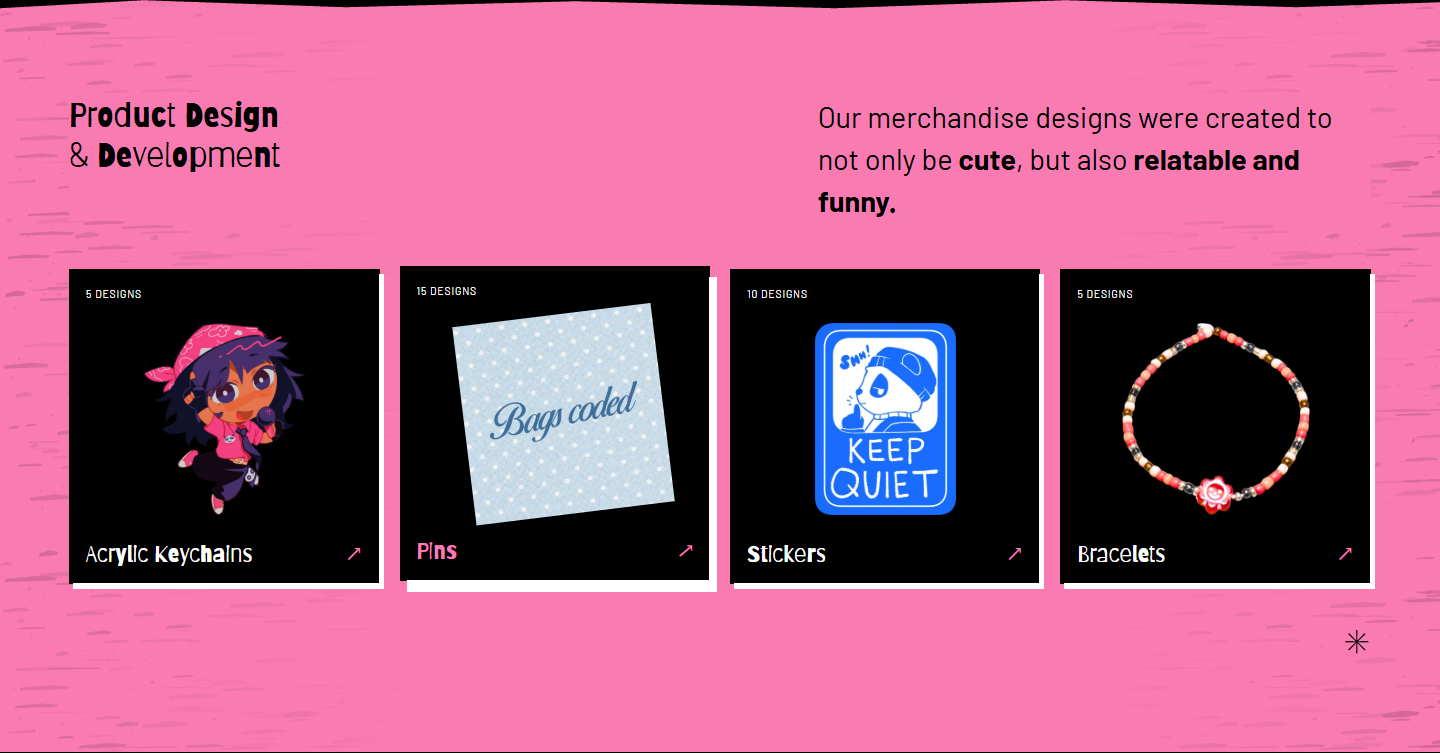 Product Design
& Development
Our merchandise designs were created to
not only be cute, but also relatable and
funny.
5 DESIGNS
Acrylic Keychains
15 DESIGNS
Bags coded
Pins
10 DESIGNS
SHH!
KEEP
QUIET
Stickers
5 DESIGNS
Bracelets